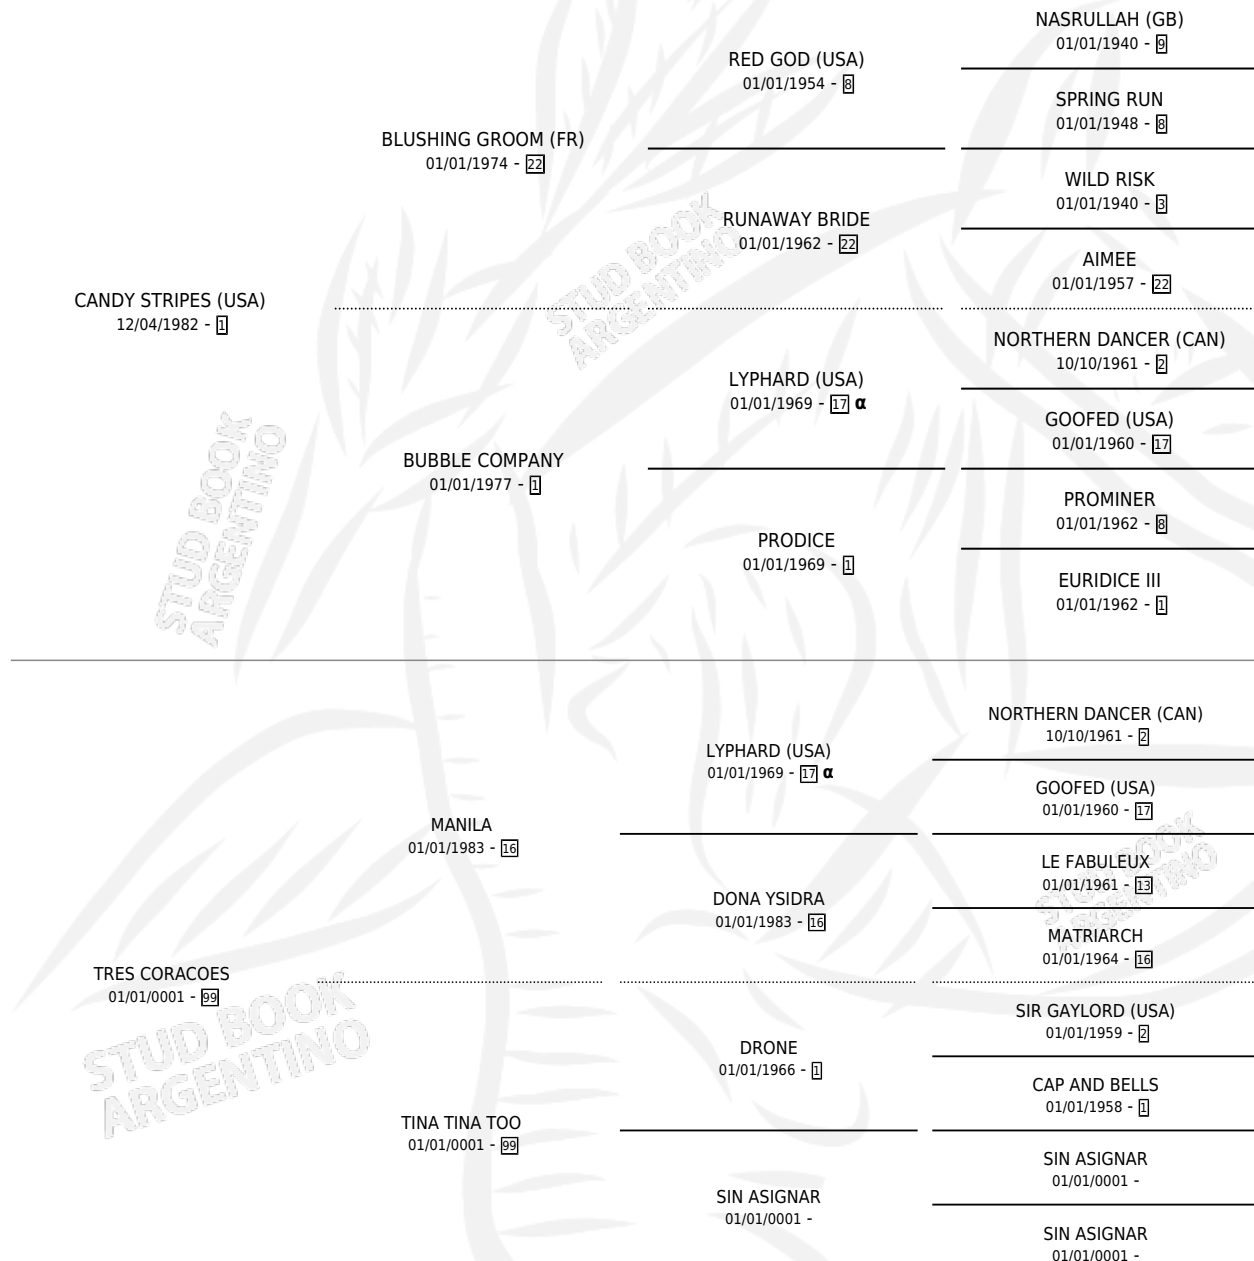 NASRULLAH (GB)
01/01/1940 - 9
RED GOD (USA)
01/01/1954 - 8
SPRING RUN
01/01/1948 - 8
BLUSHING GROOM (FR)
01/01/1974 - 22
WILD RISK
01/01/1940 - 3
RUNAWAY BRIDE
01/01/1962 - 22
AIMEE
01/01/1957 - 22
CANDY STRIPES (USA)
12/04/1982 - 1
NORTHERN DANCER (CAN)
10/10/1961 - 2
LYPHARD (USA)
01/01/1969 - 17 α
GOOFED (USA)
01/01/1960 - 17
BUBBLE COMPANY
01/01/1977 - 1
PROMINER
01/01/1962 - 8
PRODICE
01/01/1969 - 1
EURIDICE III
01/01/1962 - 1
NORTHERN DANCER (CAN)
10/10/1961 - 2
LYPHARD (USA)
01/01/1969 - 17 α
GOOFED (USA)
01/01/1960 - 17
MANILA
01/01/1983 - 16
LE FABULEUX
01/01/1961 - 13
DONA YSIDRA
01/01/1983 - 16
MATRIARCH
01/01/1964 - 16
TRES CORACOES
01/01/0001 - 99
SIR GAYLORD (USA)
01/01/1959 - 2
DRONE
01/01/1966 - 1
CAP AND BELLS
01/01/1958 - 1
TINA TINA TOO
01/01/0001 - 99
SIN ASIGNAR
01/01/0001 -
SIN ASIGNAR
01/01/0001 -
SIN ASIGNAR
01/01/0001 -
STUD BOOK
ARGENTINO
STUD BOOK
ARGENTINO
STUD BOOK
ARGENTINO
STUD BOOK
ARGENTINO